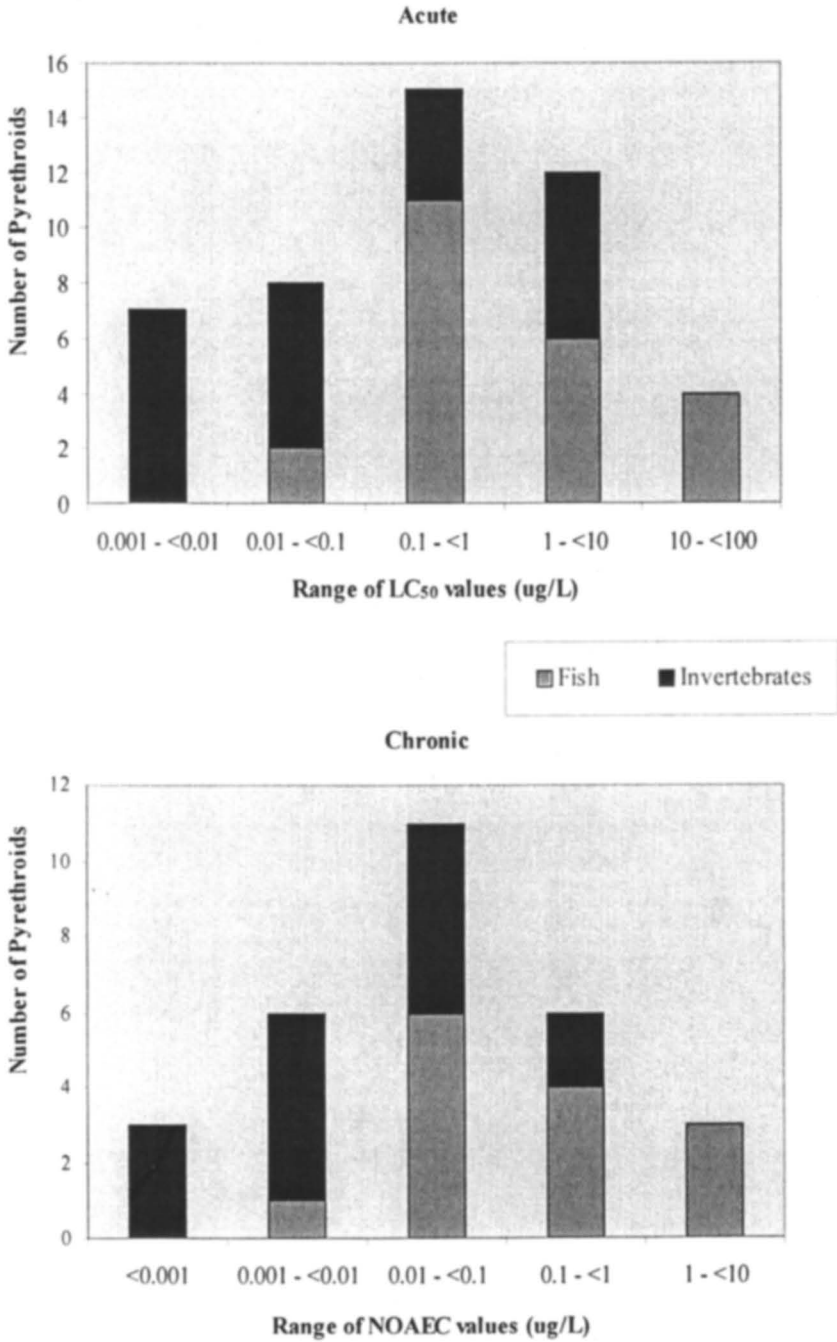 Acute
Number of Pyrethroids
16
14
12
10
8
6
4
2
0
0.001 - <0.01 0.01 - <0.1 0.1 - <1 1 - <10 10 - <100
Range of LC50 values (ug/L)
Fish Invertebrates
Chronic
Number of Pyrethroids
12
10
8
6
4
2
0
<0.001 0.001 - <0.01 0.01 - <0.1 0.1 - <1 1 - <10
Range of NOAEC values (ug/L)